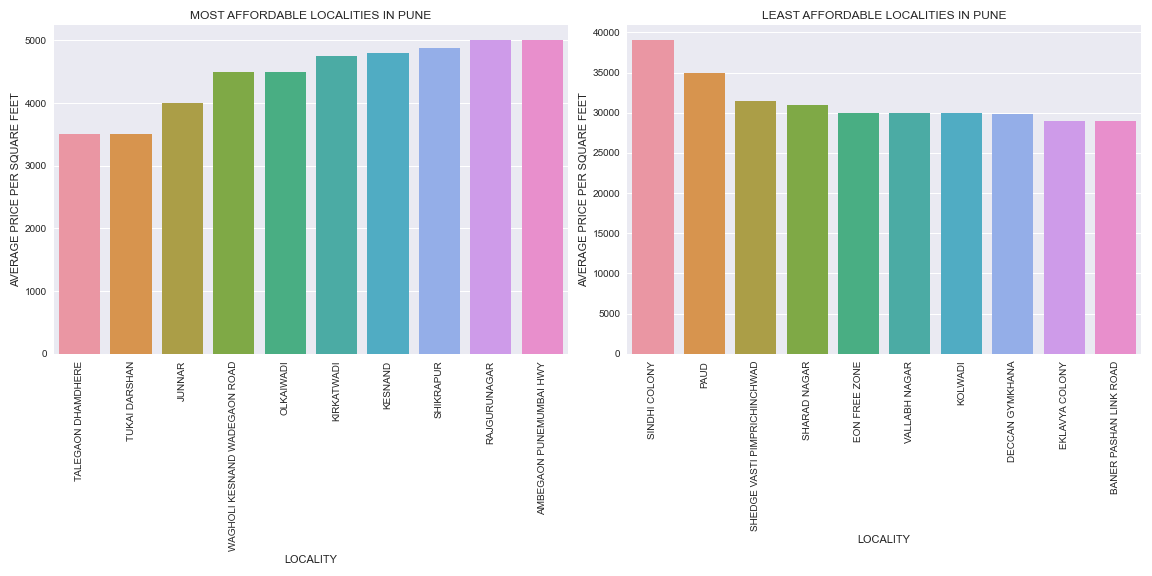 MOST AFFORDABLE LOCALITIES IN PUNE
AVERAGE PRICE PER SQUARE FEET
5000
4000
3000
2000
1000
0
TALEGAON DHAMDHERE
TUKAI DARSHAN
JUNNAR
WAGHOLI KESNAND WADEGAON ROAD
OLKAIWADI
KIRKATWADI
KESNAND
SHIKRAPUR
RAJGURUNAGAR
AMBEGAON PUNEMUMBAI HWY
LOCALITY
LEAST AFFORDABLE LOCALITIES IN PUNE
AVERAGE PRICE PER SQUARE FEET
40000
35000
30000
25000
20000
15000
10000
5000
0
SINDHI COLONY
PAUD
SHEDGE VASTI PIMPRICHINCHWAD
SHARAD NAGAR
EON FREE ZONE
VALLABH NAGAR
KOLWADI
DECCAN GYMKHANA
EKLAVYA COLONY
BANER PASHAN LINK ROAD
LOCALITY